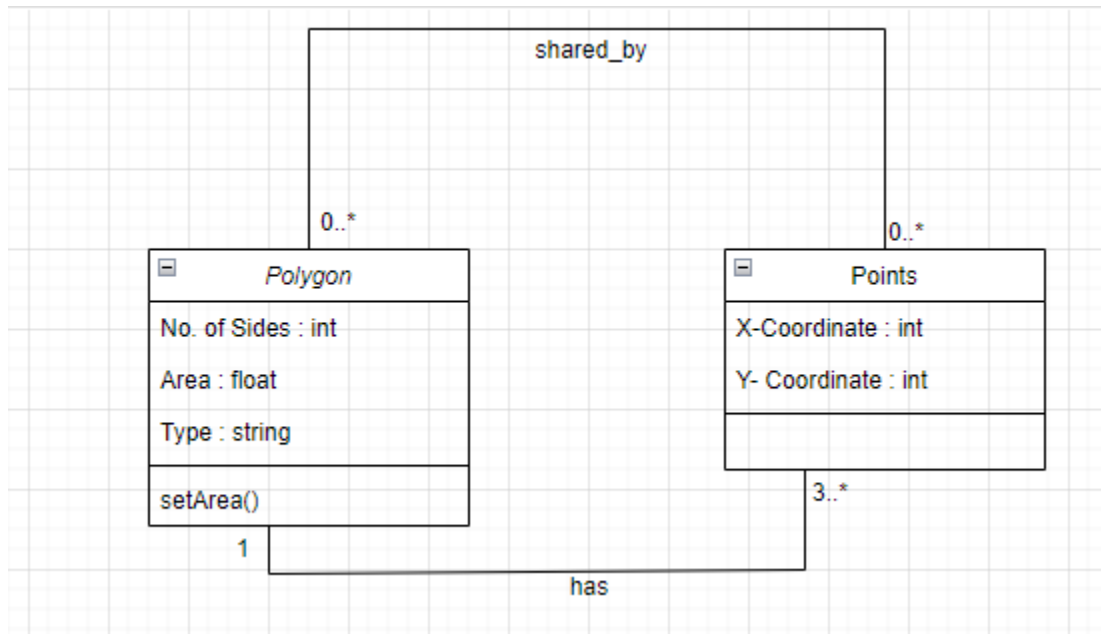 shared_by
0..*
0..*
Polygon
Points
No. of Sides : int
Area : float
Type : string
setArea()
X-Coordinate : int
Y- Coordinate : int
3..*
1
has